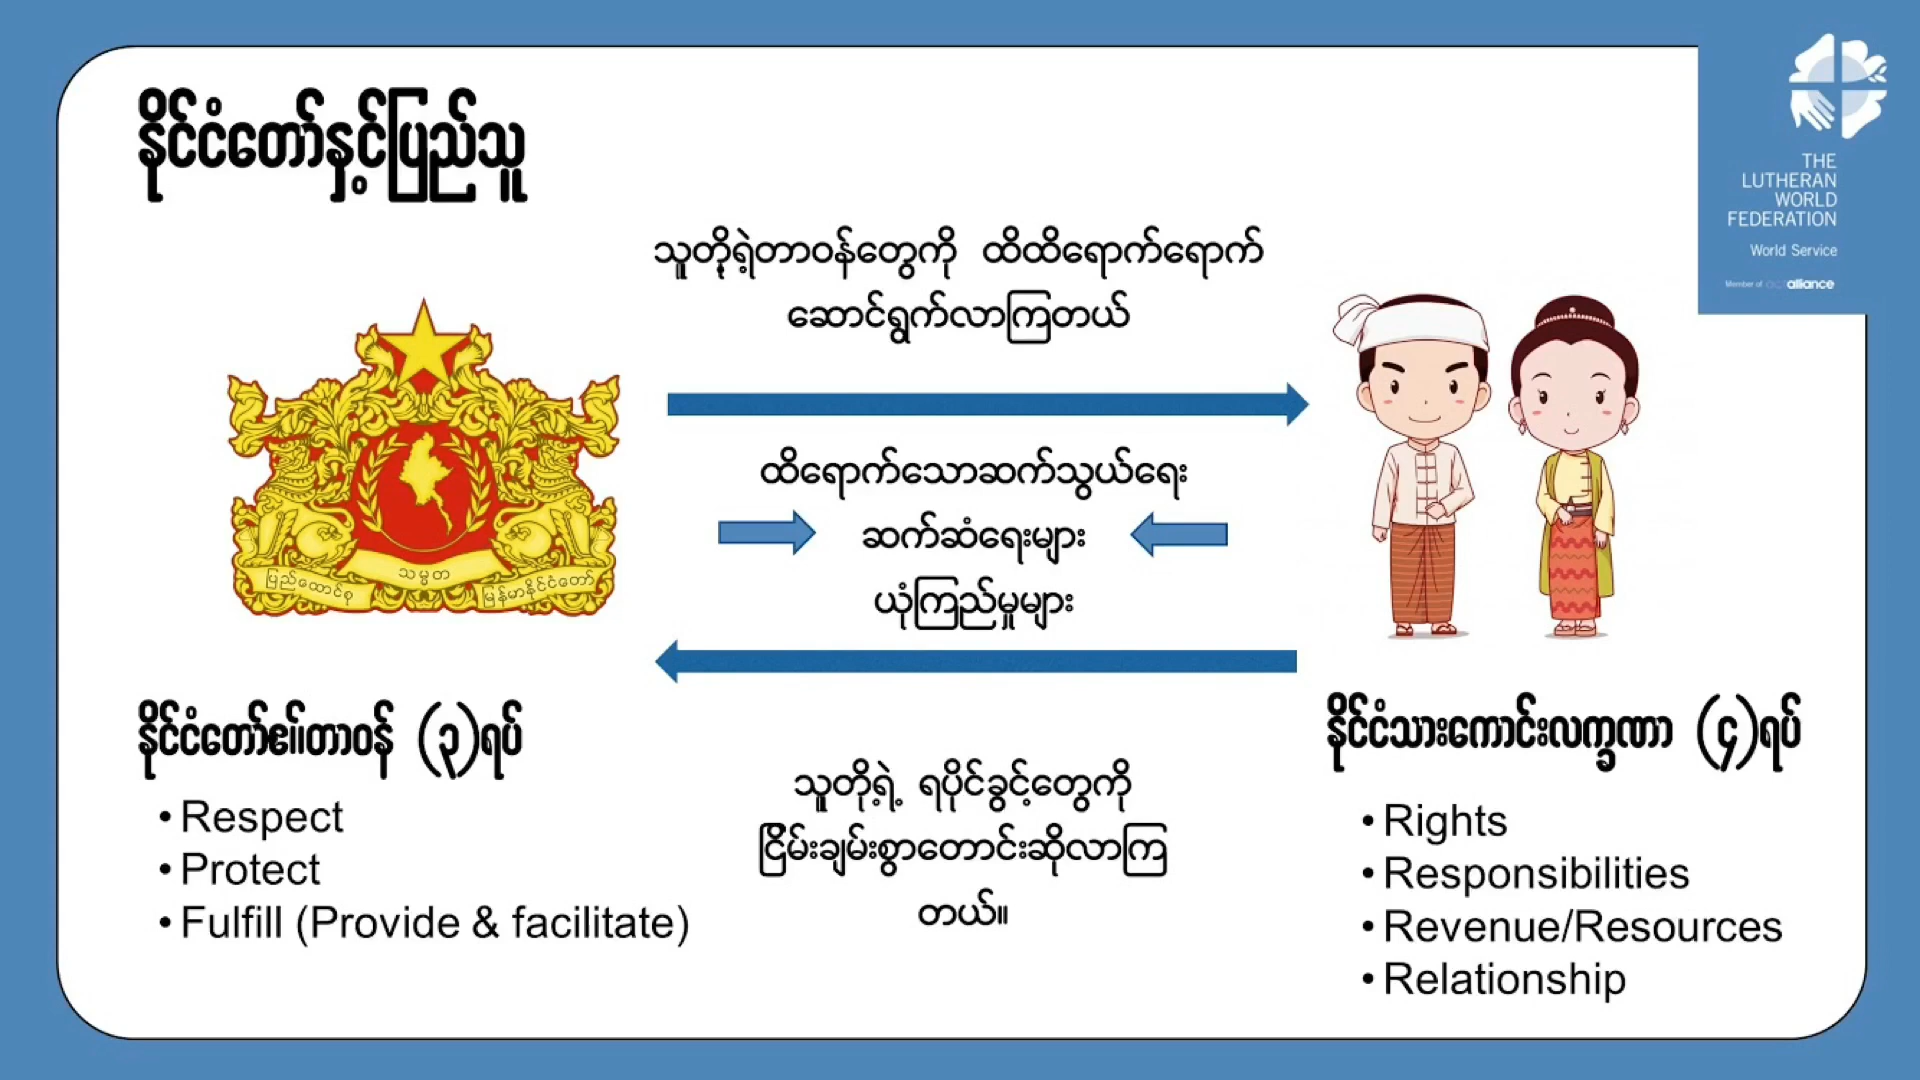 နိုင်ငံတော်နှင့်ပြည်သူ
THE
LUTHERAN
WORLD
FEDERATION
World Service
Member of actalliance
သူတို့ရဲ့တာဝန်တွေကို ထိထိရောက်ရောက်
ဆောင်ရွက်လာကြတယ်
ထိရောက်သောဆက်သွယ်ရေး
ဆက်ဆံရေးများ
ယုံကြည်မှုများ
ပြည်ထောင်စု
သမ္မတ
မြန်မာနိုင်ငံတော်
နိုင်ငံတော်၏တာဝန် (၃)ရပ်
• Respect
• Protect
• Fulfill (Provide & facilitate)
သူတို့ရဲ့ ရပိုင်ခွင့်တွေကို
ငြိမ်းချမ်းစွာတောင်းဆိုလာကြ
တယ်။
နိုင်ငံသားကောင်းလက္ခဏာ (၄)ရပ်
• Rights
• Responsibilities
• Revenue/Resources
• Relationship